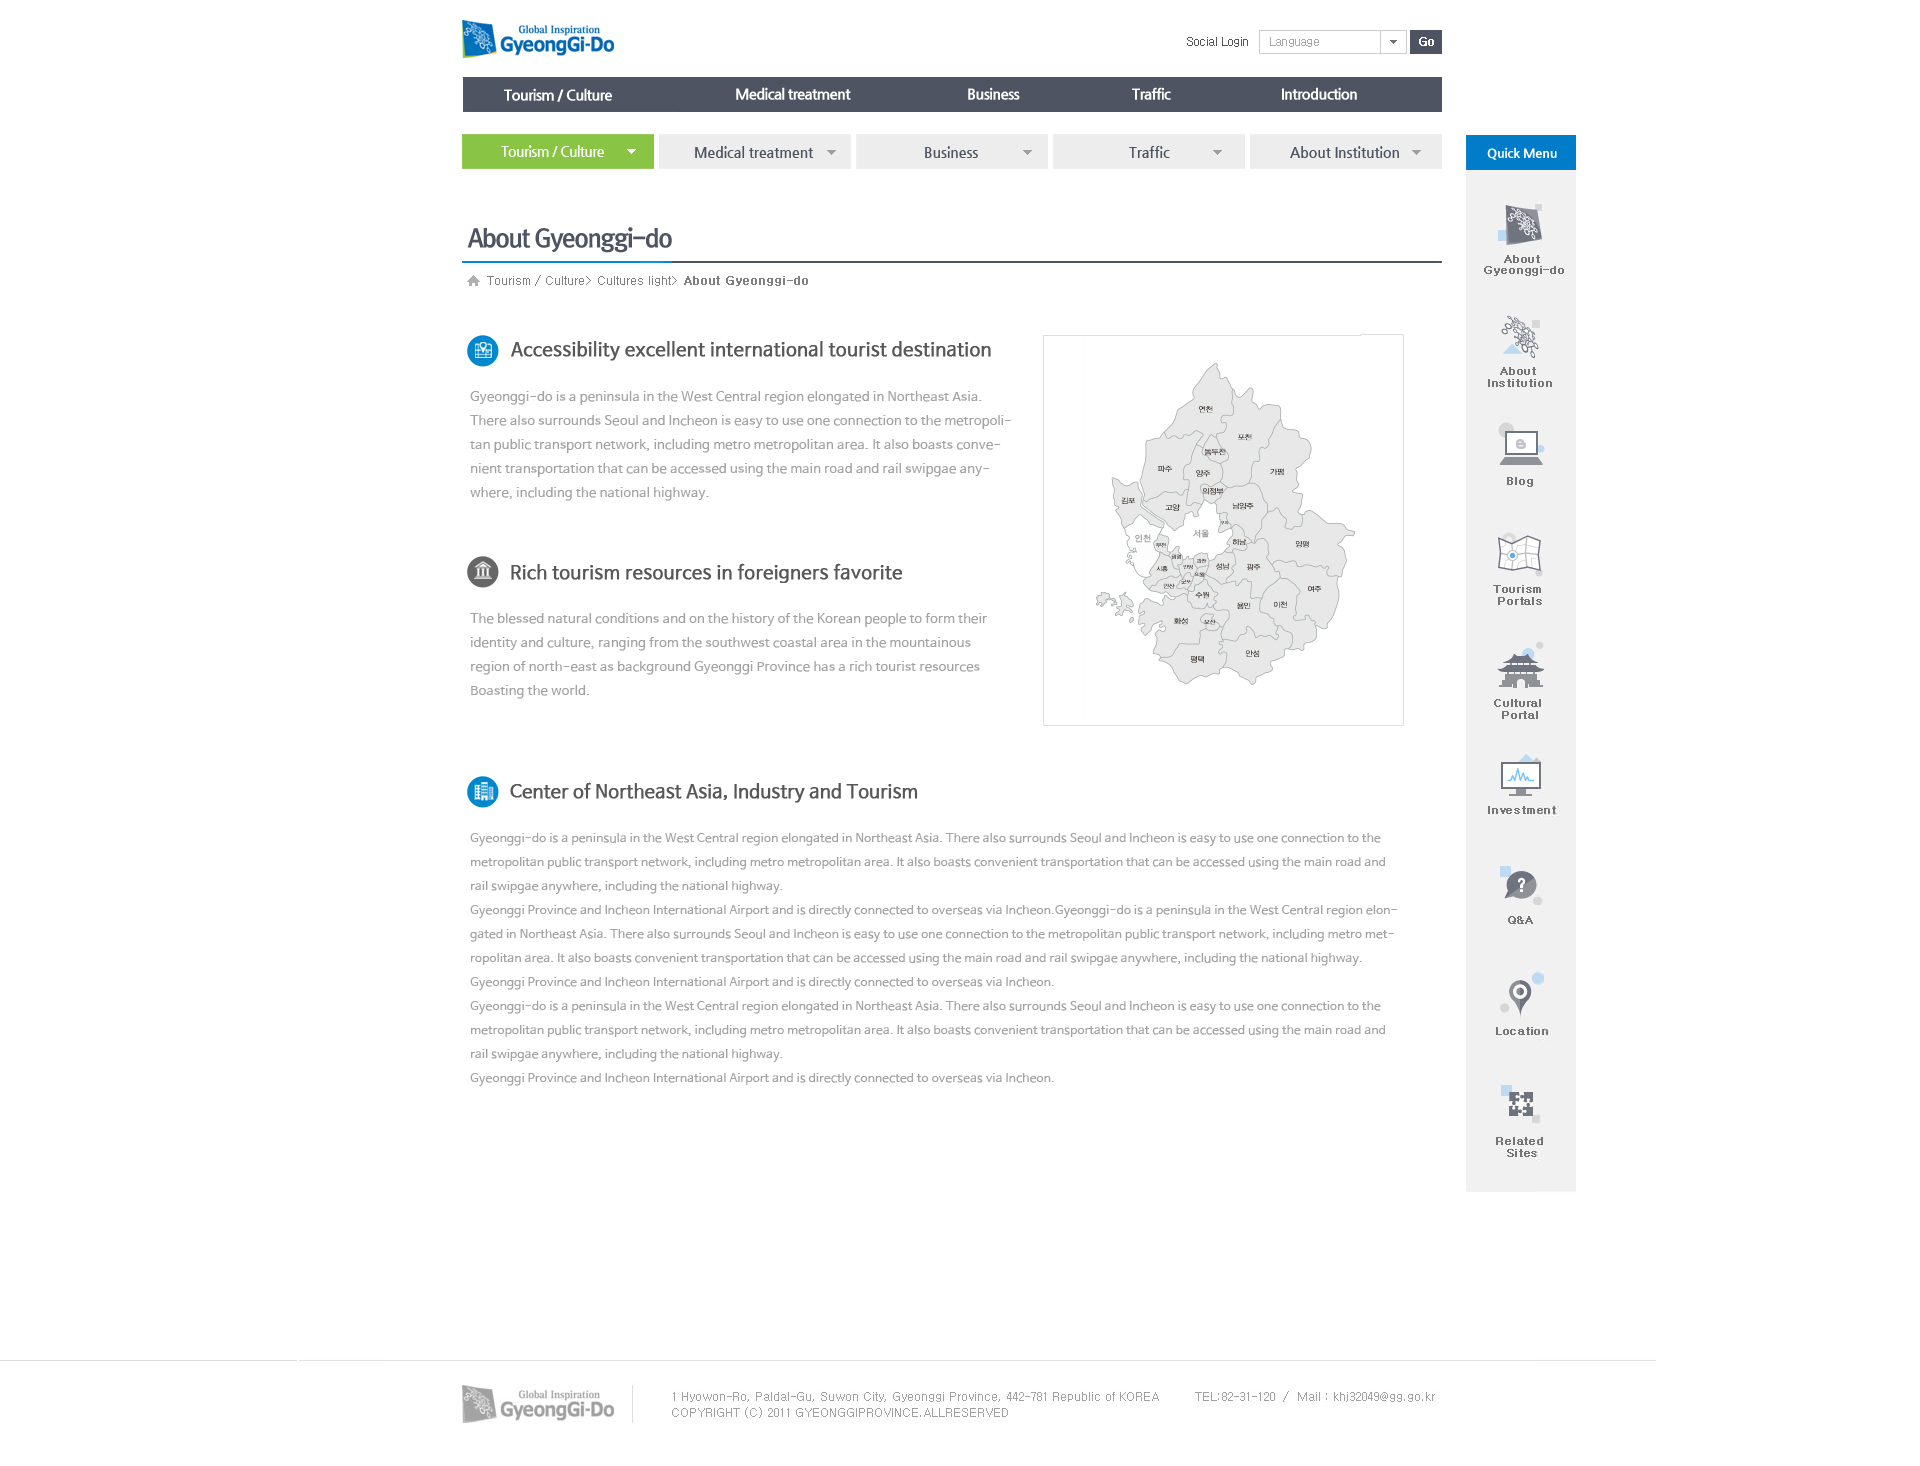 Global Inspiration
GyeongGi-Do
Social Login
Language
Go
Tourism / Culture
Medical treatment
Business
Traffic
Introduction
Tourism / Culture
Medical treatment
Business
Traffic
About Institution
Quick Menu
About Gyeonggi-do
Tourism / Culture> Cultures light> About Gyeonggi-do
Accessibility excellent international tourist destination
Gyeonggi-do is a peninsula in the West Central region elongated in Northeast Asia.
There also surrounds Seoul and Incheon is easy to use one connection to the metropoli-
tan public transport network, including metro metropolitan area. It also boasts conve-
nient transportation that can be accessed using the main road and rail swipgae any-
where, including the national highway.
Rich tourism resources in foreigners favorite
The blessed natural conditions and on the history of the Korean people to form their
identity and culture, ranging from the southwest coastal area in the mountainous
region of north-east as background Gyeonggi Province has a rich tourist resources
Boasting the world.
연천
포천
동두천
파주
양주
가평
의정부
김포
고양
남양주
서울
인천
하남
양평
시흥
성남
광주
안산
수원
여주
용인
이천
화성
오산
안성
평택
Center of Northeast Asia, Industry and Tourism
Gyeonggi-do is a peninsula in the West Central region elongated in Northeast Asia. There also surrounds Seoul and Incheon is easy to use one connection to the
metropolitan public transport network, including metro metropolitan area. It also boasts convenient transportation that can be accessed using the main road and
rail swipgae anywhere, including the national highway.
Gyeonggi Province and Incheon International Airport and is directly connected to overseas via Incheon.Gyeonggi-do is a peninsula in the West Central region elon-
gated in Northeast Asia. There also surrounds Seoul and Incheon is easy to use one connection to the metropolitan public transport network, including metro met-
ropolitan area. It also boasts convenient transportation that can be accessed using the main road and rail swipgae anywhere, including the national highway.
Gyeonggi Province and Incheon International Airport and is directly connected to overseas via Incheon.
Gyeonggi-do is a peninsula in the West Central region elongated in Northeast Asia. There also surrounds Seoul and Incheon is easy to use one connection to the
metropolitan public transport network, including metro metropolitan area. It also boasts convenient transportation that can be accessed using the main road and
rail swipgae anywhere, including the national highway.
Gyeonggi Province and Incheon International Airport and is directly connected to overseas via Incheon.
About
Gyeonggi-do
About
Institution
B
Blog
Tourism
Portals
Cultural
Portal
Investment
?
Q&A
Location
Related
Sites
Global Inspiration
GyeongGi-Do
1 Hyowon-Ro, Paldal-Gu, Suwon City, Gyeonggi Province, 442-781 Republic of KOREA
TEL:82-31-120 / Mail : khj32049@gg.go.kr
COPYRIGHT (C) 2011 GYEONGGIPROVINCE.ALLRESERVED